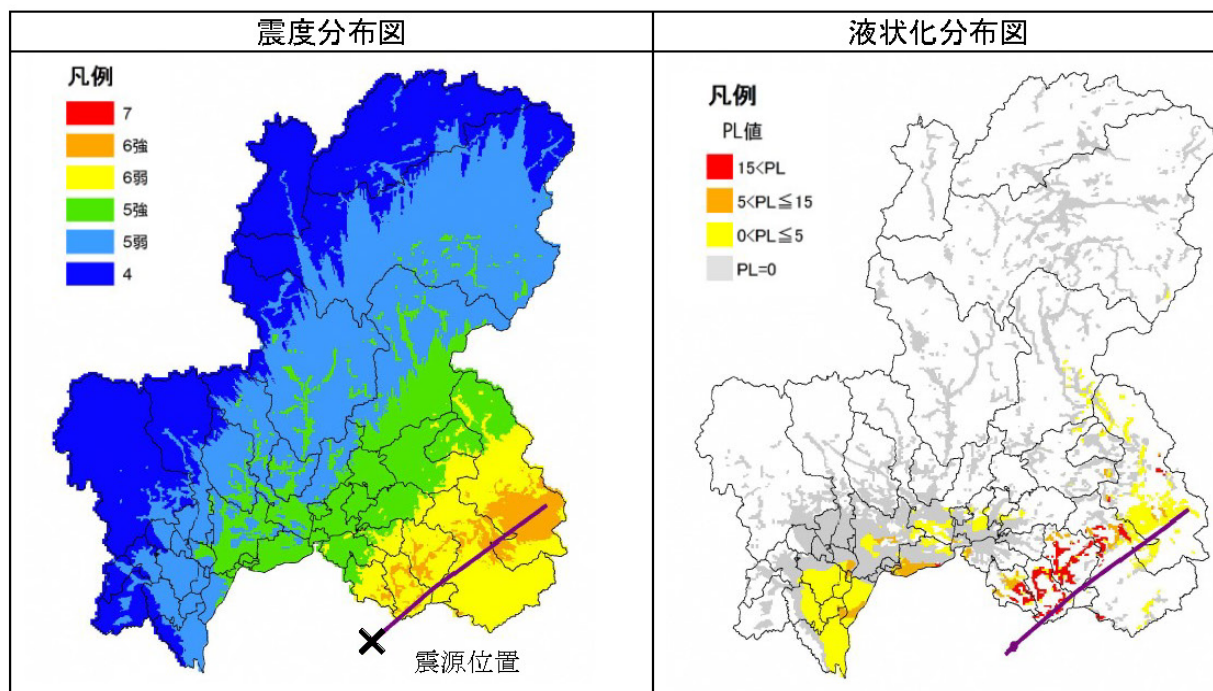 震度分布図
液状化分布図
凡例
7
6強
6弱
5強
5弱
4
震源位置
凡例
PL値
15<PL
5<PL≦15
0<PL≦5
PL=0